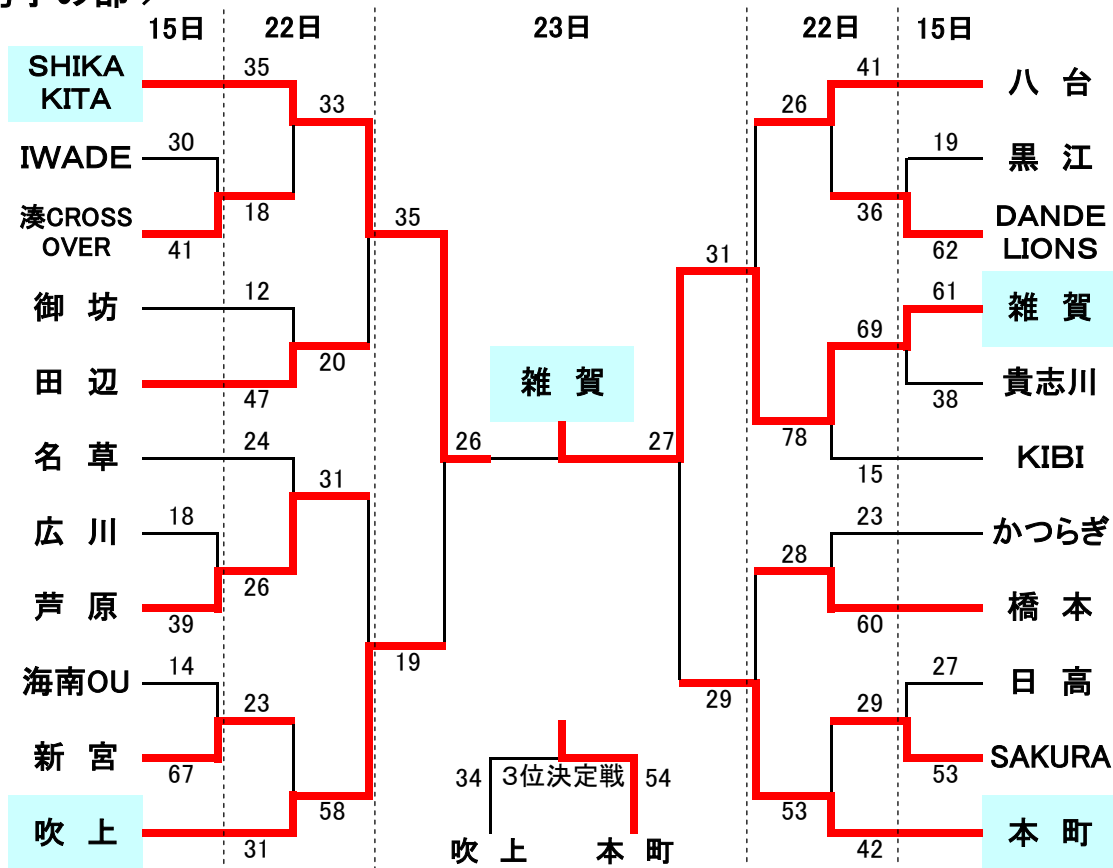 15日
22日
23日
22日
15日
SHIKA
KITA
35
33
30
IWADE
湊CROSS
OVER
41
18
35
御 坊
12
田 辺
47
20
名 草
24
31
広 川
18
芦 原
39
26
19
海南OU
14
23
新 宮
67
吹 上
31
58
26
雑 賀
27
34
3位決定戦
54
吹 上
本 町
31
29
26
41
八 台
19
黒 江
36
DANDE
LIONS
62
61
雑 賀
69
貴志川
38
78
KIBI
15
23
かつらぎ
28
橋 本
60
27
日 高
29
SAKURA
53
53
本 町
42